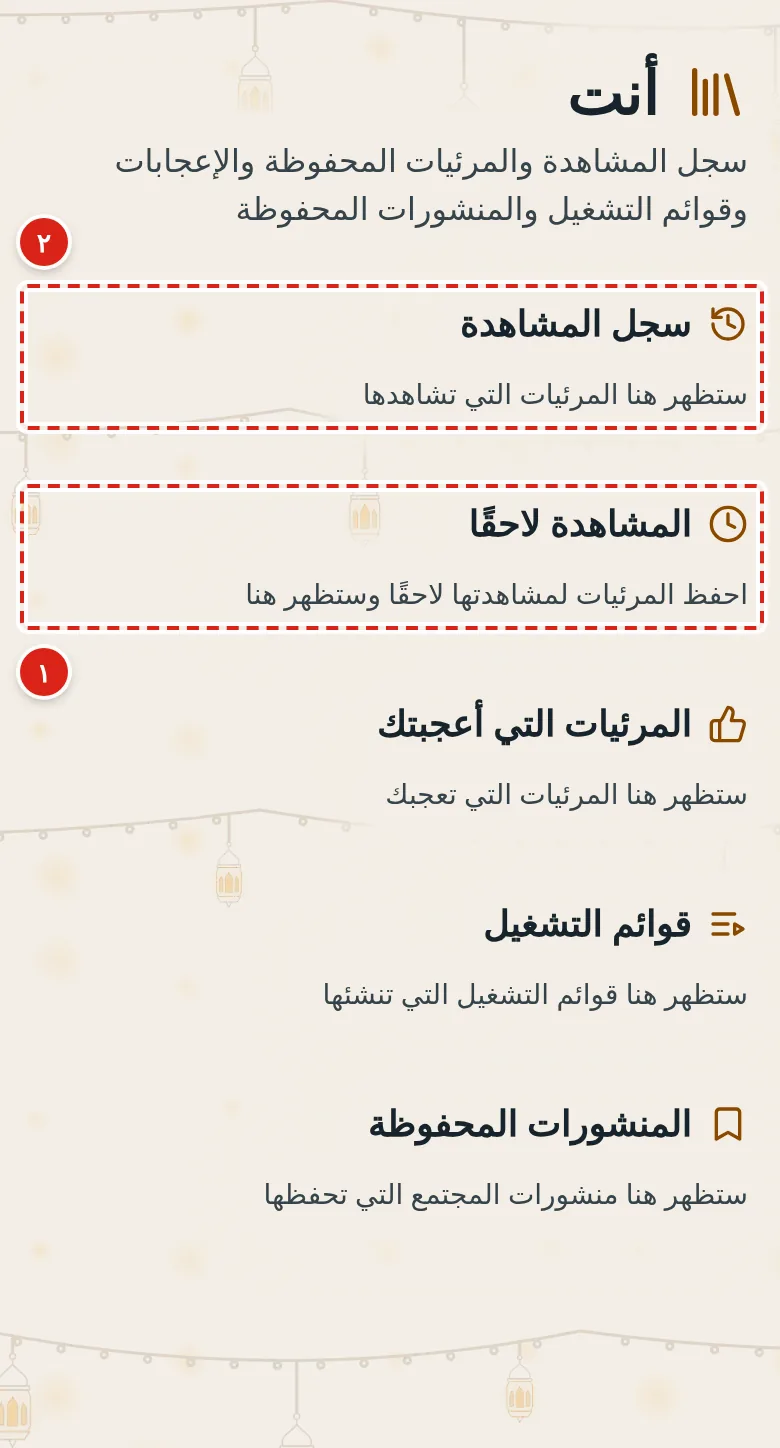 أنت
سجل المشاهدة والمرئيات المحفوظة والإعجابات
وقوائم التشغيل والمنشورات المحفوظة
٢
سجل المشاهدة
ستظهر هنا المرئيات التي تشاهدها
المشاهدة لاحقًا
احفظ المرئيات لمشاهدتها لاحقًا وستظهر هنا
١
المرئيات التي أعجبتك
ستظهر هنا المرئيات التي تعجبك
قوائم التشغيل
ستظهر هنا قوائم التشغيل التي تنشئها
المنشورات المحفوظة
ستظهر هنا منشورات المجتمع التي تحفظها